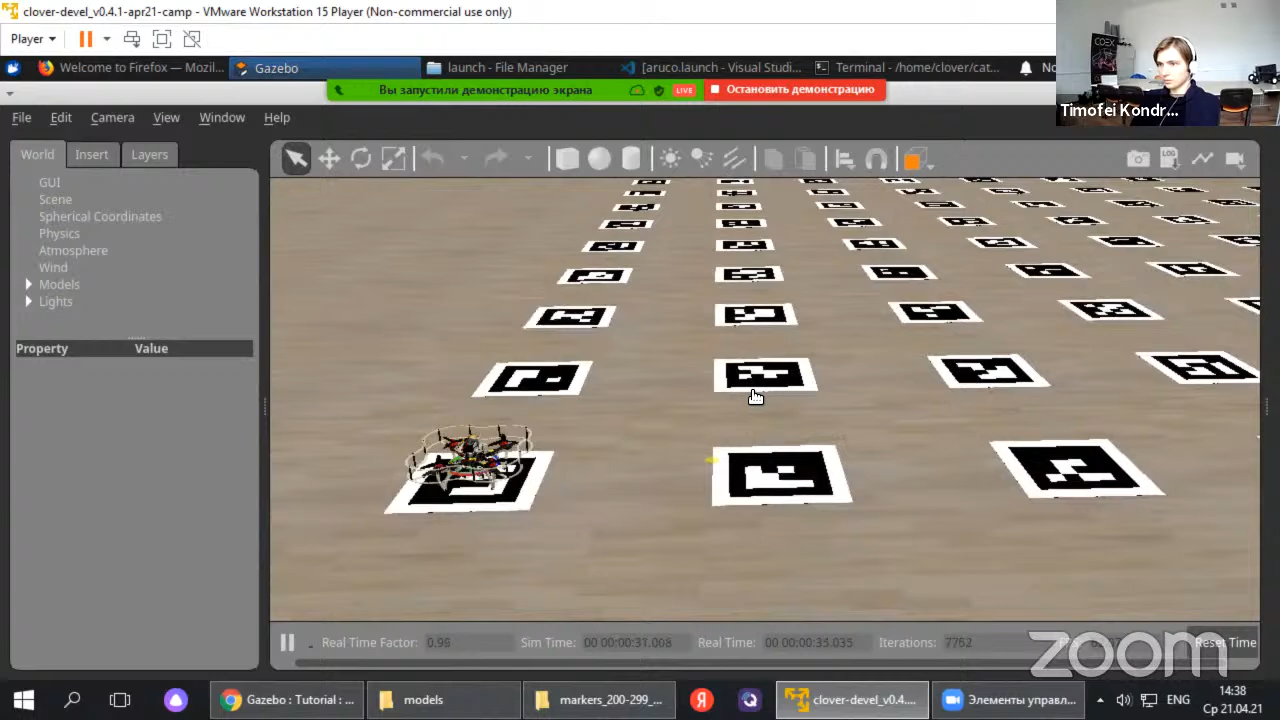 clover-devel_v0.4.1-apr21-camp - VMware Workstation 15 Player (Non-commercial use only)
Player
Welcome to Firefox — Mozil...
Gazebo
launch - File Manager
[aruco.launch - Visual Studi...
Terminal - /home/clover/cat...
Вы запустили демонстрацию экрана
LIVE
Остановить демонстрацию
COEX
Timofei Kondr...
File Edit Camera View Window Help
World Insert Layers
LOG
GUI
Scene
Spherical Coordinates
Physics
Atmosphere
Wind
Models
Lights
Property Value
Real Time Factor: 0.96 Sim Time: 00 00:00:31.008 Real Time: 00 00:00:35.035 Iterations: 7762 Reset Time
zoom
Gazebo : Tutorial : ...
models
markers_200-299_...
Я
clover-devel_v0.4....
Элементы управл...
ENG
14:38
Ср 21.04.21